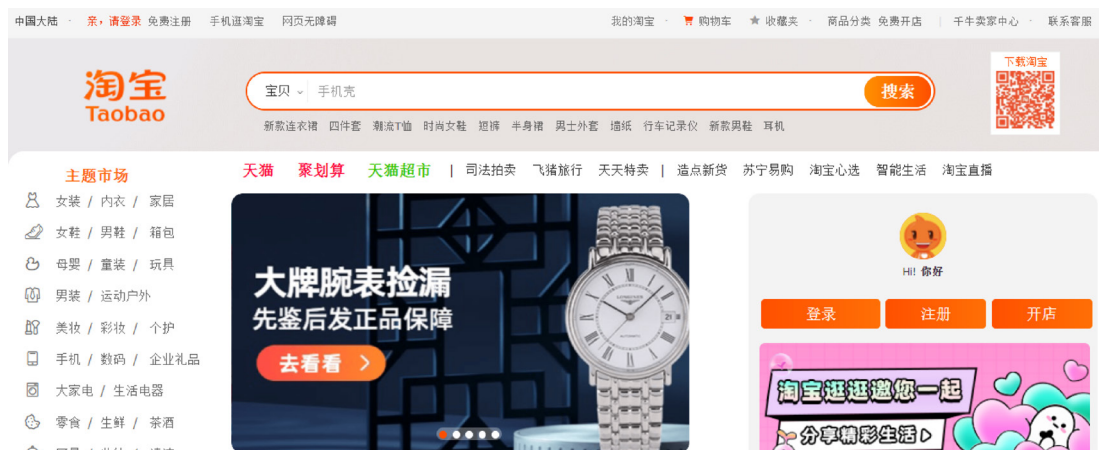 中国大陆 亲，请登录 免费注册 手机逛淘宝 网页无障碍 我的淘宝 购物车 收藏夹 商品分类 免费开店 千牛卖家中心 联系客服
下载淘宝
淘宝
Taobao
宝贝 手机壳 搜索
新款连衣裙 四件套 潮流T恤 时尚女鞋 短裤 半身裙 男士外套 墙纸 行车记录仪 新款男鞋 耳机
主题市场
天猫 聚划算 天猫超市 | 司法拍卖 飞猪旅行 天天特卖 | 造点新货 苏宁易购 淘宝心选 智能生活 淘宝直播
女装 / 内衣 / 家居
女鞋 / 男鞋 / 箱包
母婴 / 童装 / 玩具
男装 / 运动户外
美妆 / 彩妆 / 个护
手机 / 数码 / 企业礼品
大家电 / 生活电器
零食 / 生鲜 / 茶酒
大牌腕表捡漏
先鉴后发正品保障
去看看
LONGINES
AUTOMATIC
Hi! 你好
登录 注册 开店
淘宝逛逛邀您一起
分享精彩生活